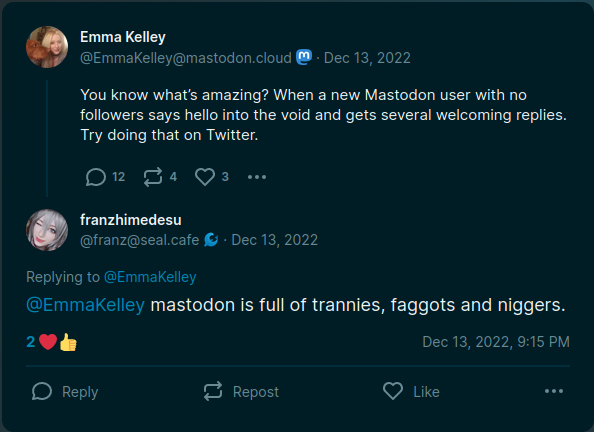 Emma Kelley
@EmmaKelley@mastodon.cloud · Dec 13, 2022
You know what’s amazing? When a new Mastodon user with no
followers says hello into the void and gets several welcoming replies.
Try doing that on Twitter.
12 4 3
franzhimedesu
@franz@seal.cafe · Dec 13, 2022
Replying to @EmmaKelley
@EmmaKelley mastodon is full of trannies, faggots and niggers.
2 Dec 13, 2022, 9:15 PM
Reply Repost Like